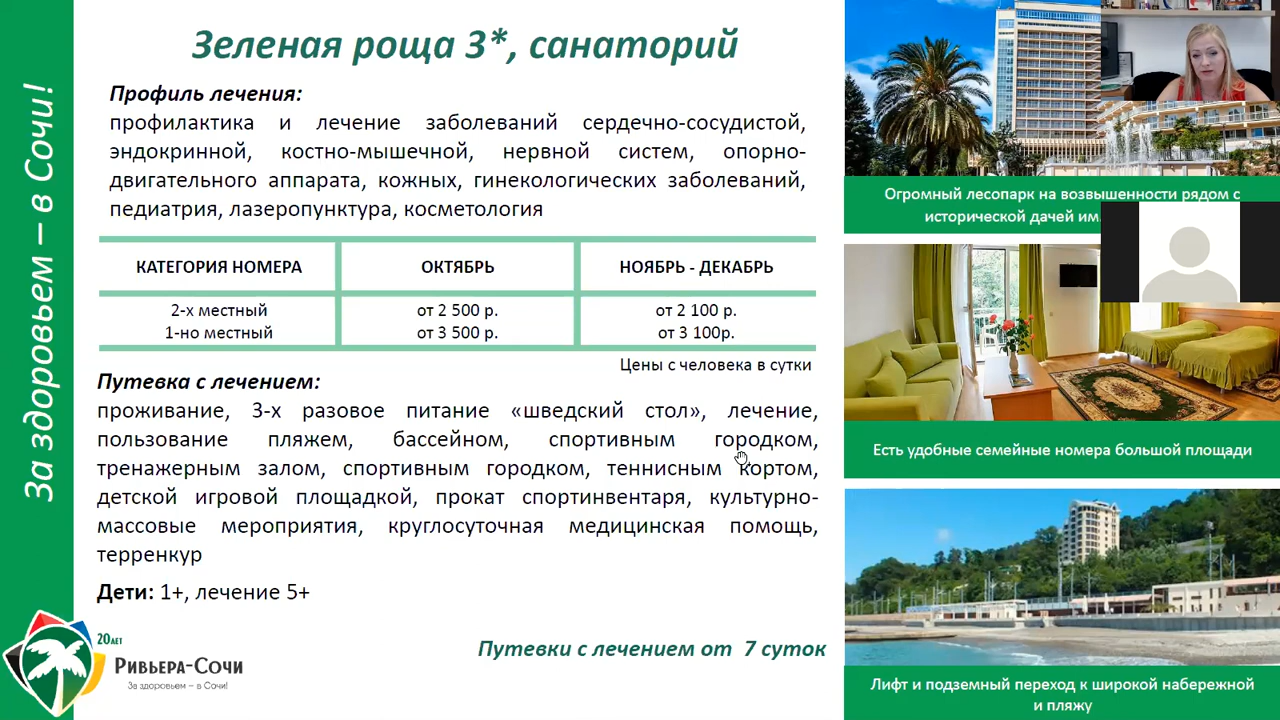 За здоровьем – в Сочи!
Зеленая роща 3*, санаторий
Профиль лечения:
профилактика и лечение заболеваний сердечно-сосудистой,
эндокринной, костно-мышечной, нервной систем, опорно-
двигательного аппарата, кожных, гинекологических заболеваний,
педиатрия, лазеропунктура, косметология
КАТЕГОРИЯ НОМЕРА ОКТЯБРЬ НОЯБРЬ - ДЕКАБРЬ
2-х местный от 2 500 р. от 2 100 р.
1-но местный от 3 500 р. от 3 100р.
Цены с человека в сутки
Путевка с лечением:
проживание, 3-х разовое питание «шведский стол», лечение,
пользование пляжем, бассейном, спортивным городком,
тренажерным залом, спортивным городком, теннисным кортом,
детской игровой площадкой, прокат спортинвентаря, культурно-
массовые мероприятия, круглосуточная медицинская помощь,
терренкур
Дети: 1+, лечение 5+
Путевки с лечением от 7 суток
20 ЛЕТ
Ривьера-Сочи
За здоровьем – в Сочи!
Огромный лесопарк на возвышенности рядом с
исторической дачей им.
Есть удобные семейные номера большой площади
Лифт и подземный переход к широкой набережной
и пляжу